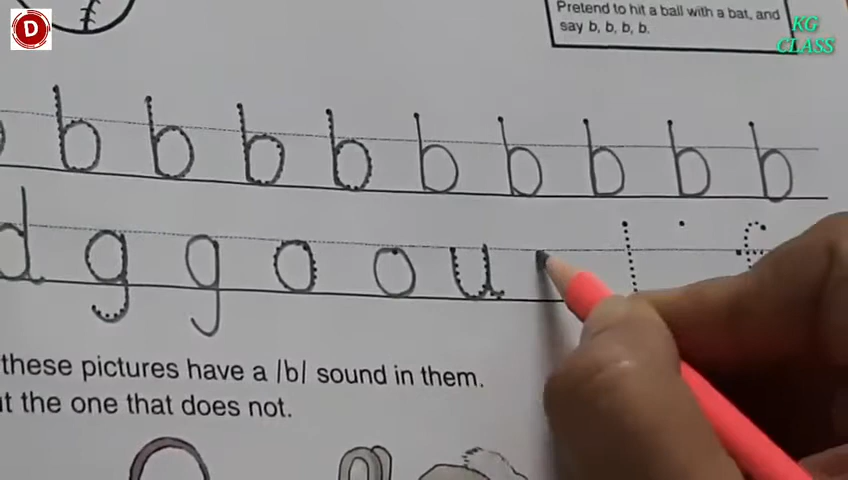 D
Pretend to hit a ball with a bat, and
say b, b, b, b.
KG
CLASS
b b b b b b b b b
d g g o o u l f
these pictures have a /b/ sound in them.
the one that does not.